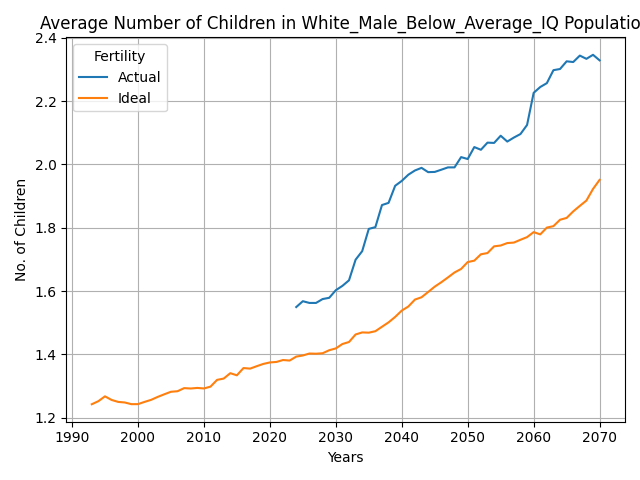 Average Number of Children in White_Male_Below_Average_IQ Populatio
Fertility
Actual
Ideal
2.4
2.2
2.0
1.8
1.6
1.4
1.2
No. of Children
1990 2000 2010 2020 2030 2040 2050 2060 2070
Years